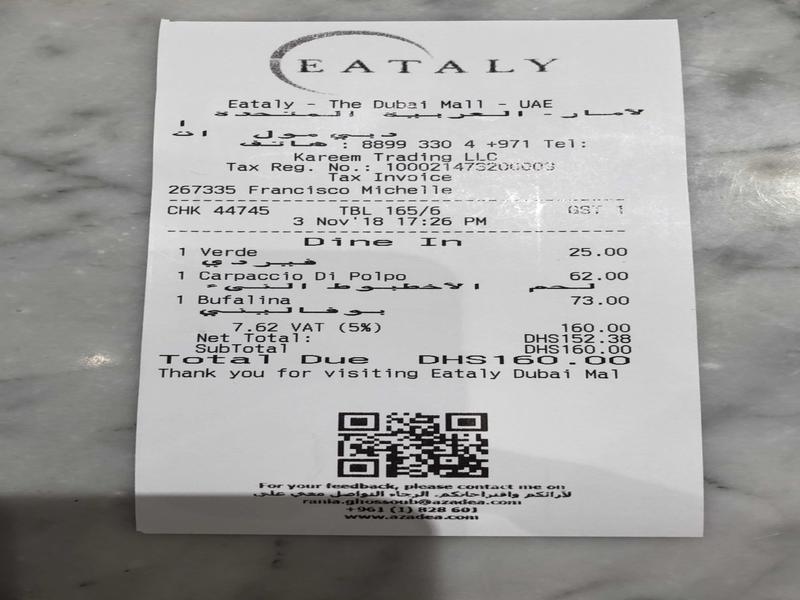 EATALY
Eataly - The Dubai Mall - UAE
لأمار - العربية المتحدة
دبي مول
هاتف : 8899 330 4 +971 Tel:
Kareem Trading LLC
Tax Reg. No.:
Tax Invoice
267335 Francisco Michelle
CHK 44745 TBL 165/6 GST 1
3 Nov'18 17:26 PM
Dine In
1 Verde 25.00
فيردي
1 Carpaccio Di Polpo 62.00
لحم الأخطبوط النيء
1 Bufalina 73.00
بوفاليني
7.62 VAT (5%) 160.00
Net Total: DHS152.38
SubTotal DHS160.00
Total Due DHS160.00
Thank you for visiting Eataly Dubai Mal
For your feedback, please contact me on
لآرائكم واقتراحاتكم, الرجاء التواصل معي على
rania.ghossoub@azadea.com
+961 (1) 828 601
www.azadea.com